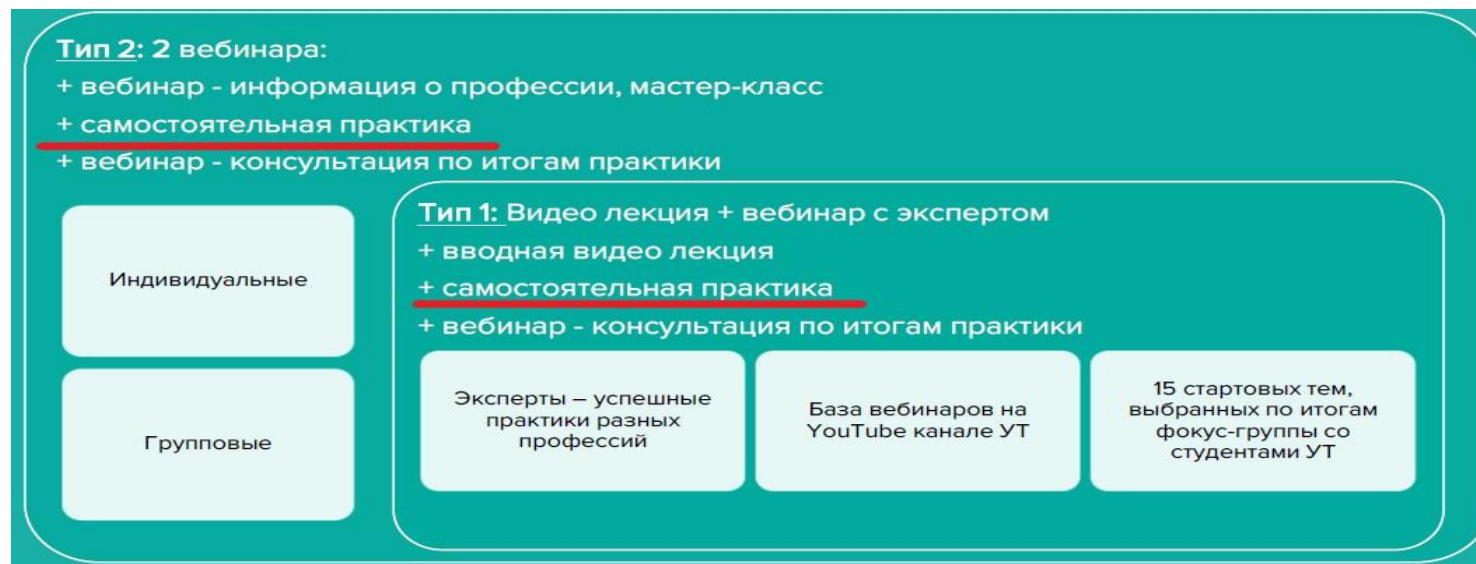 Тип 2: 2 вебинара:
+ вебинар - информация о профессии, мастер-класс
+ самостоятельная практика
+ вебинар - консультация по итогам практики
Индивидуальные
Групповые
Тип 1: Видео лекция + вебинар с экспертом
+ вводная видео лекция
+ самостоятельная практика
+ вебинар - консультация по итогам практики
Эксперты – успешные
практики разных
профессий
База вебинаров на
YouTube канале УТ
15 стартовых тем,
выбранных по итогам
фокус-группы со
студентами УТ